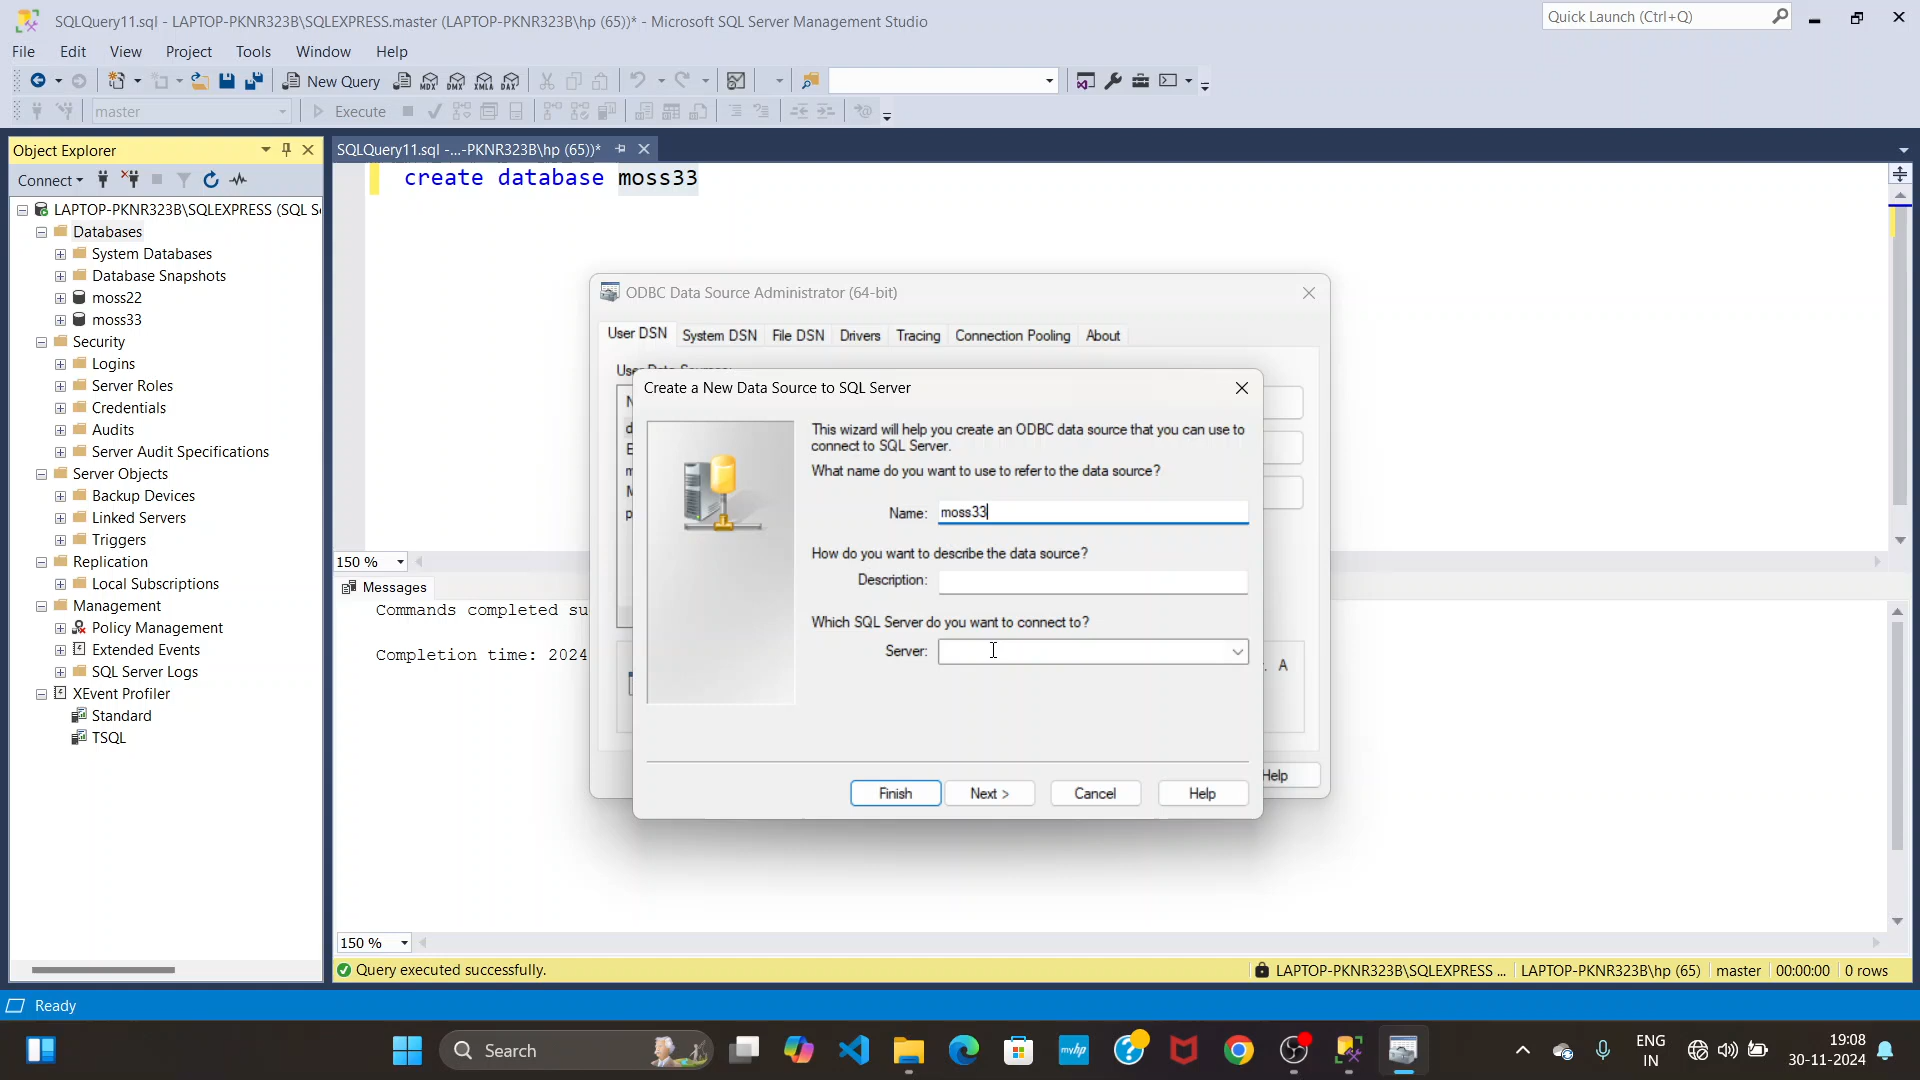 SQLQuery11.sql - LAPTOP-PKNR323B\SQLEXPRESS.master (LAPTOP-PKNR323B\hp (65))* - Microsoft SQL Server Management Studio
Quick Launch (Ctrl+Q)
File Edit View Project Tools Window Help
New Query MDX DMX XMLA DAX
master Execute
Object Explorer
SQLQuery11.sql -...-PKNR323B\hp (65))*
Connect
create database moss33
LAPTOP-PKNR323B\SQLEXPRESS (SQL S
Databases
System Databases
Database Snapshots
moss22
moss33
Security
Logins
Server Roles
Credentials
Audits
Server Audit Specifications
Server Objects
Backup Devices
Linked Servers
Triggers
Replication
Local Subscriptions
Management
Policy Management
Extended Events
SQL Server Logs
XEvent Profiler
Standard
TSQL
ODBC Data Source Administrator (64-bit)
User DSN System DSN File DSN Drivers Tracing Connection Pooling About
Create a New Data Source to SQL Server
This wizard will help you create an ODBC data source that you can use to
connect to SQL Server.
What name do you want to use to refer to the data source?
Name: moss33
How do you want to describe the data source?
Description:
Which SQL Server do you want to connect to?
Server:
Finish Next > Cancel Help
. A
Help
150 %
Messages
Commands completed su
Completion time: 2024
150 %
Query executed successfully.
LAPTOP-PKNR323B\SQLEXPRESS ... LAPTOP-PKNR323B\hp (65) master 00:00:00 0 rows
Ready
Search
myhp
ENG
IN
19:08
30-11-2024